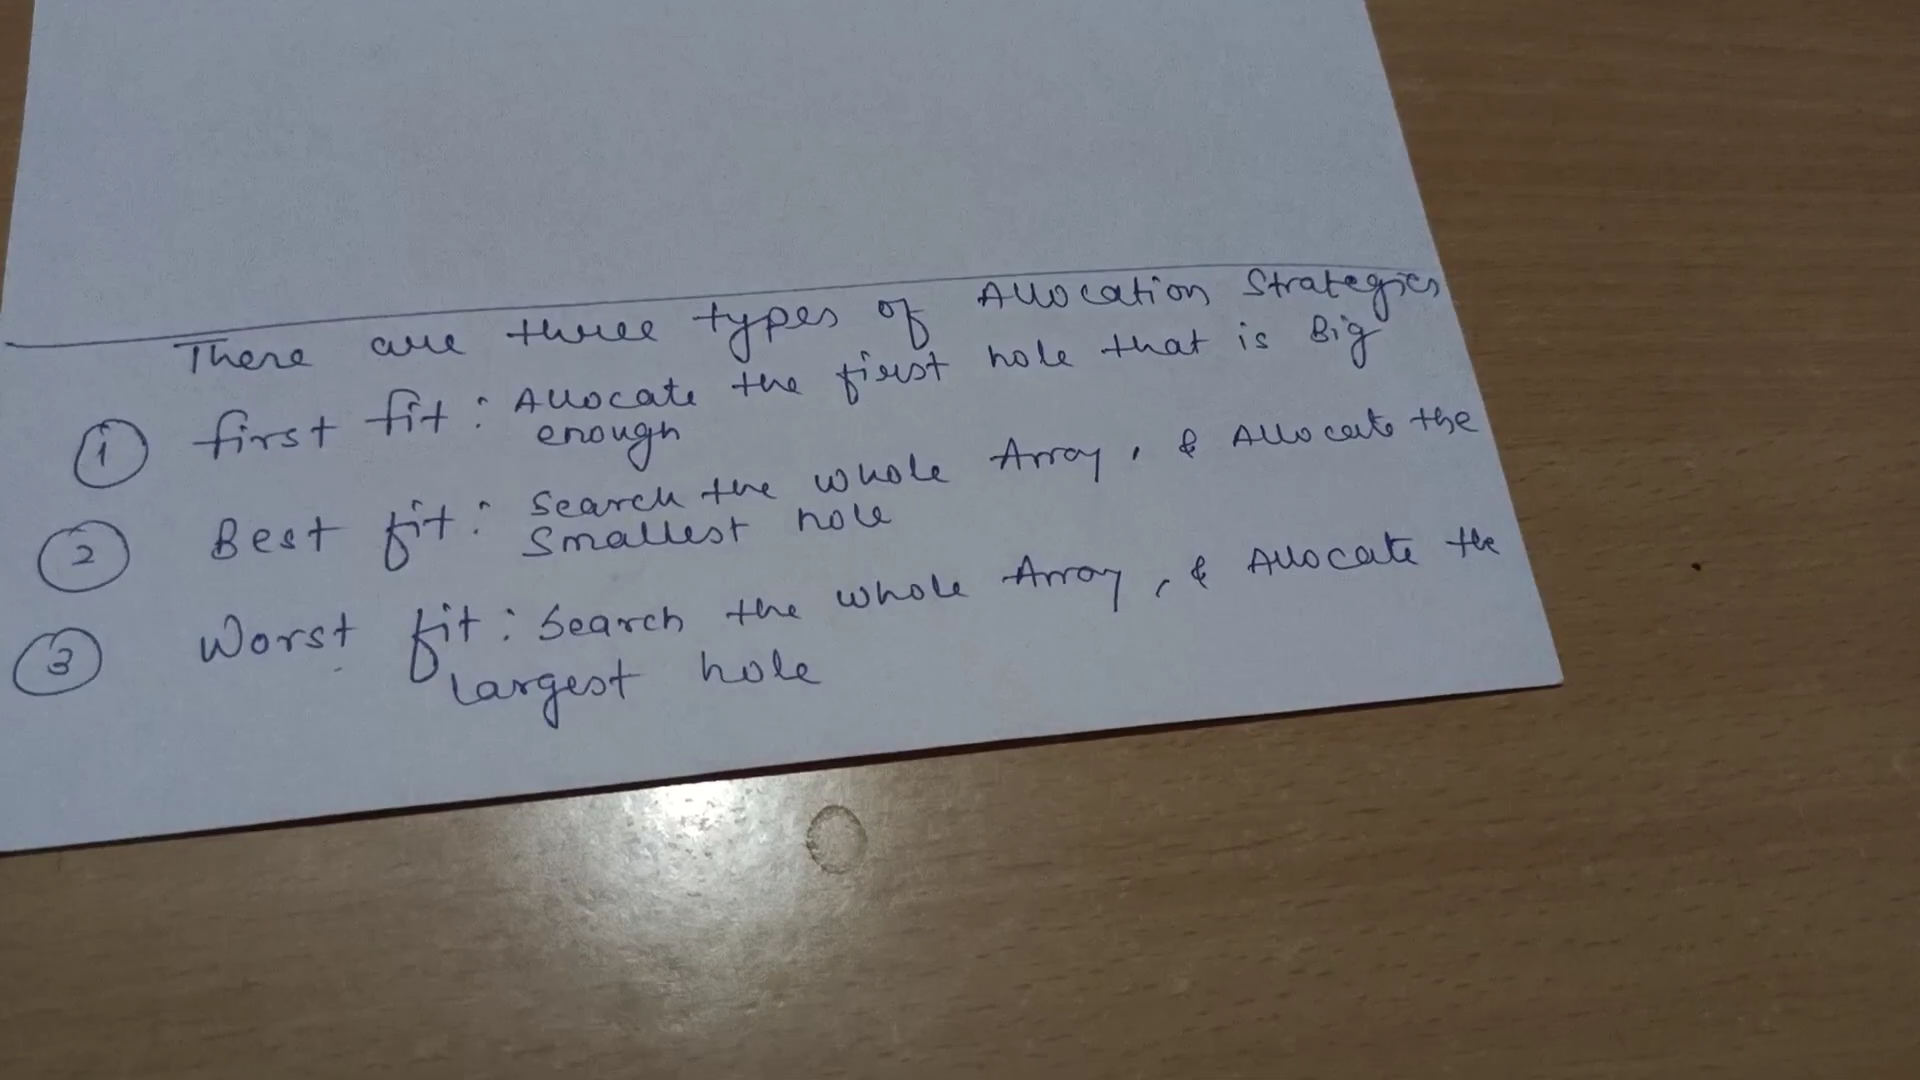 There are three types of Allocation Strategies
① first fit : Allocate the first hole that is Big
enough
② Best fit : Search the whole Array, & Allocate the
Smallest hole
③ Worst fit : Search the whole Array, & Allocate the
largest hole